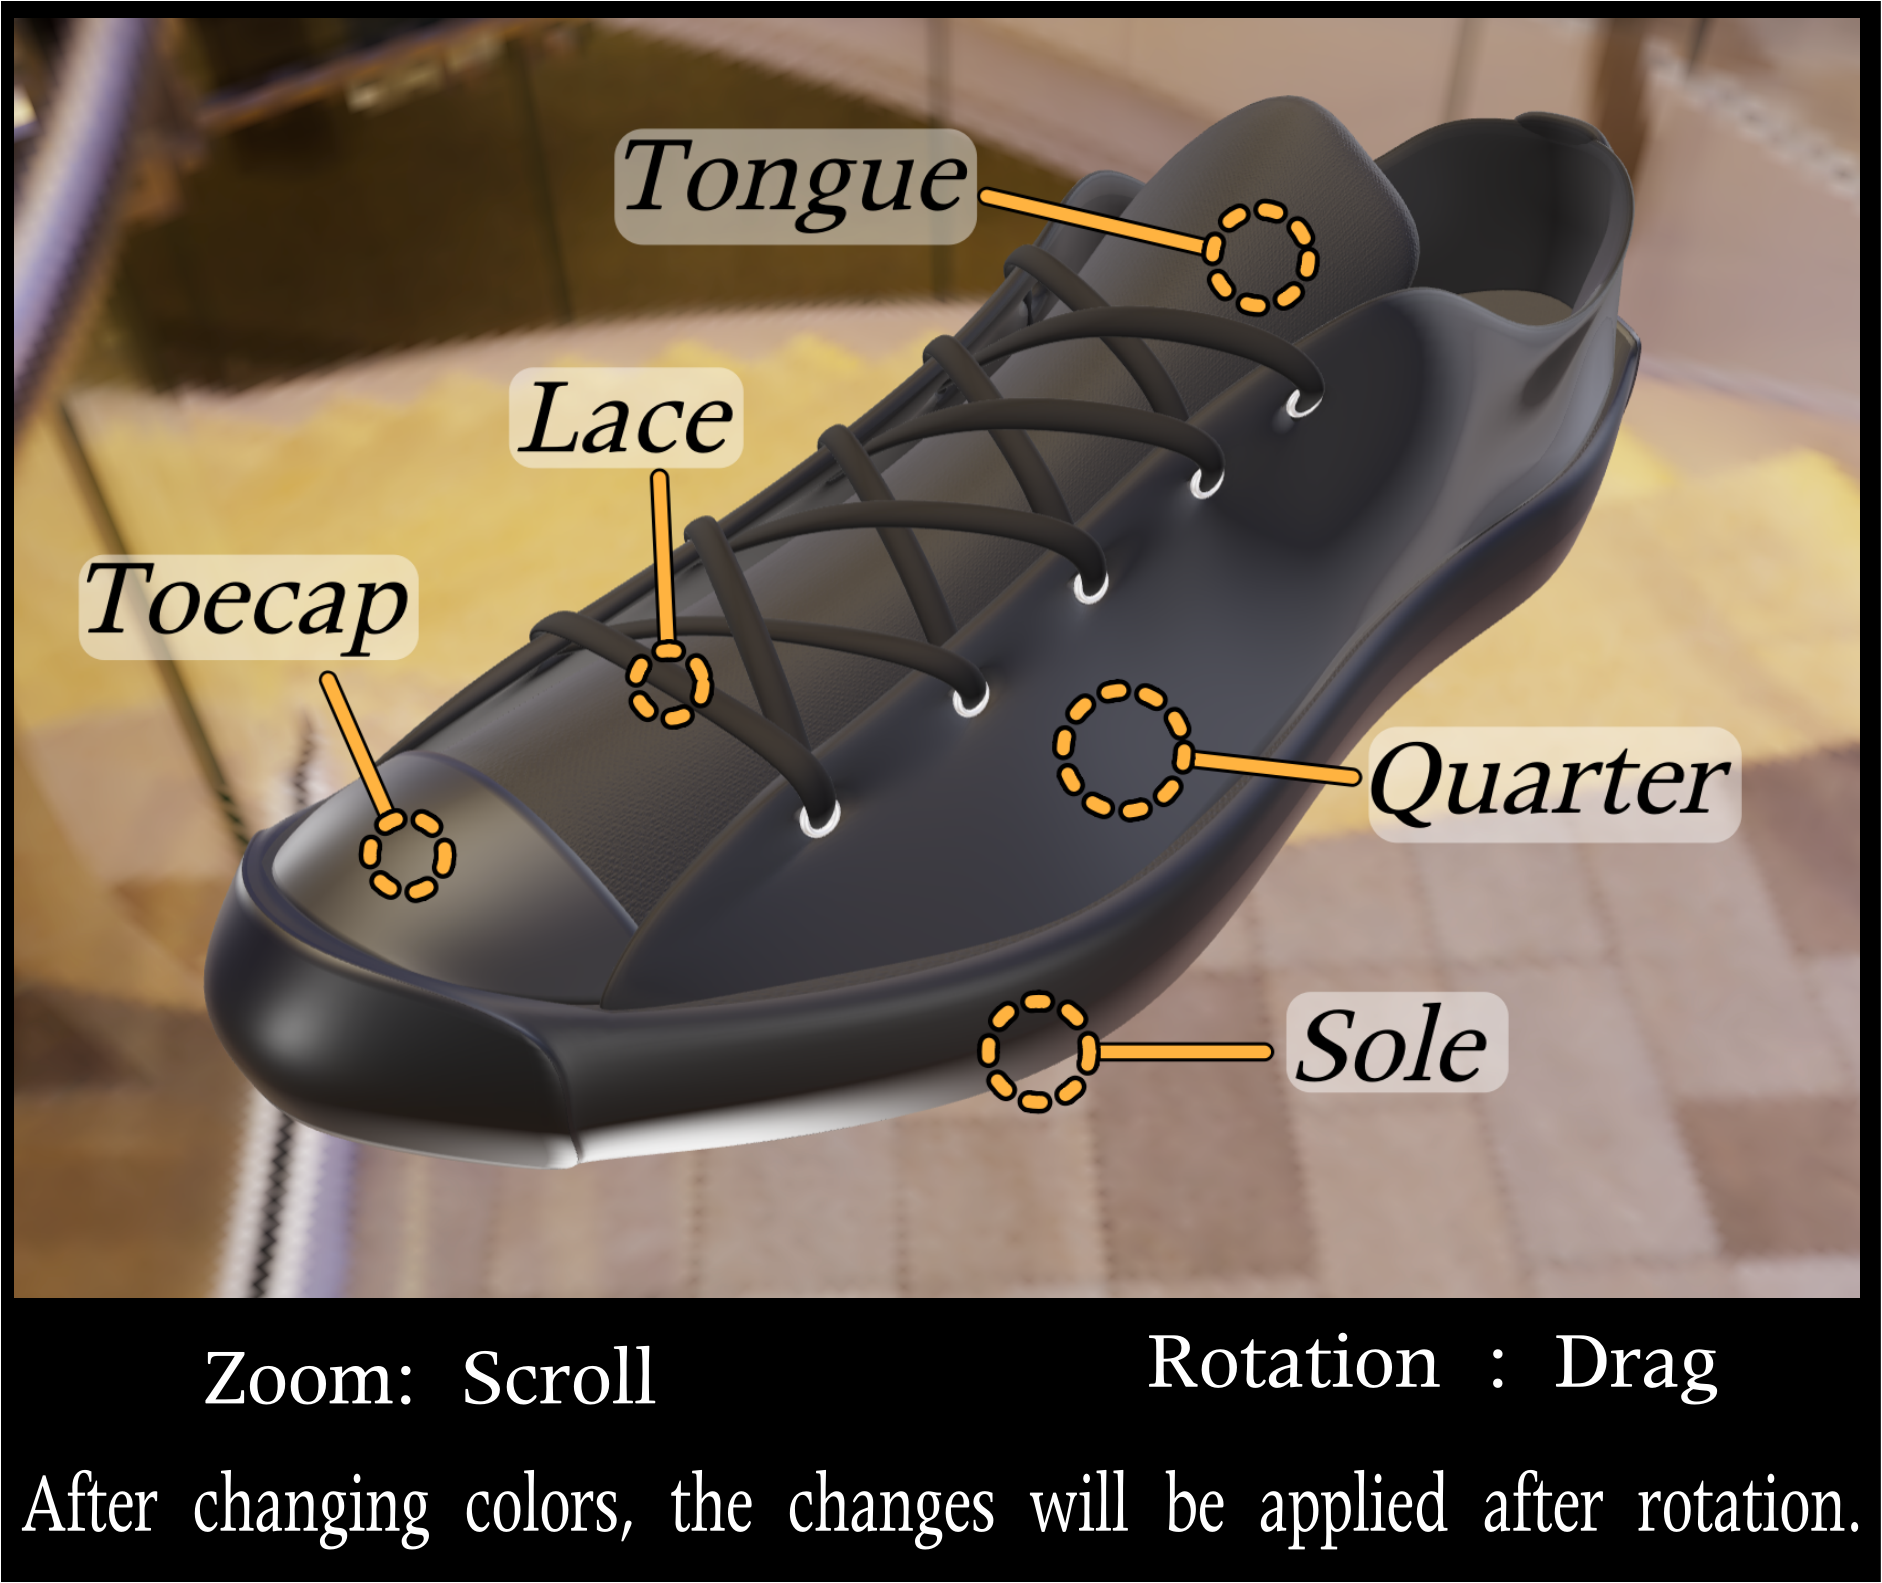 Tongue
Lace
Toecap
Quarter
Sole
Zoom: Scroll
Rotation : Drag
After changing colors, the changes will be applied after rotation.